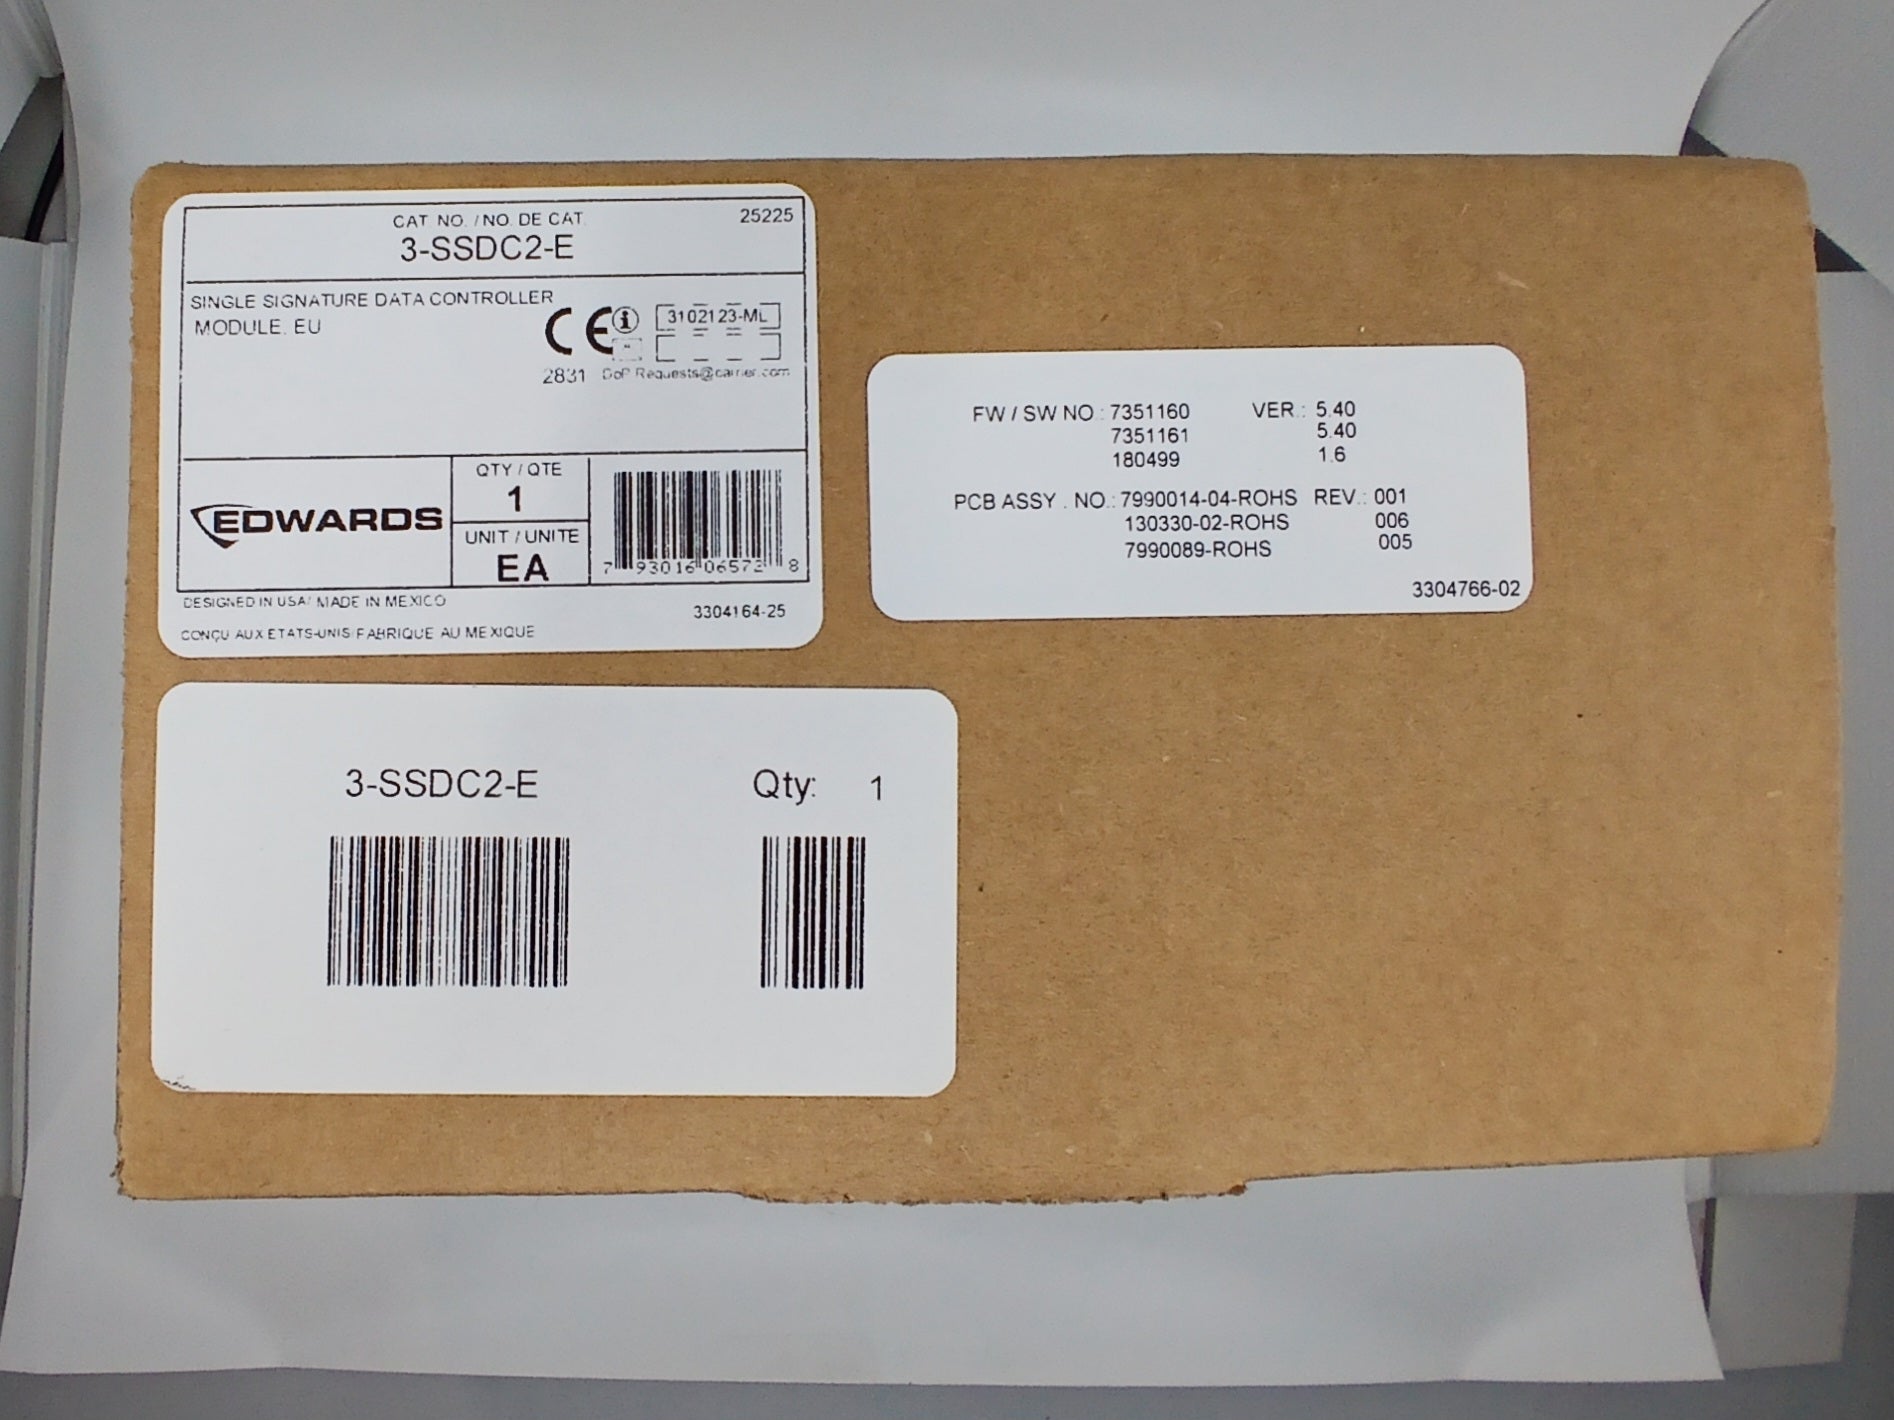 CAT. NO. / NO. DE CAT.
25225
3-SSDC2-E
SINGLE SIGNATURE DATA CONTROLLER
MODULE. EU
CE
3102123-ML
2831 DoP Requests@carrier.com
EDWARDS
QTY / QTE
1
UNIT / UNITE
EA
7 93016 06572 8
DESIGNED IN USA/ MADE IN MEXICO
3304164-25
CONÇU AUX ETATS-UNIS/FABRIQUE AU MEXIQUE
FW / SW NO : 7351160 VER.: 5.40
7351161 5.40
180499 1.6
PCB ASSY . NO.: 7990014-04-ROHS REV.: 001
130330-02-ROHS 006
7990089-ROHS 005
3304766-02
3-SSDC2-E Qty: 1